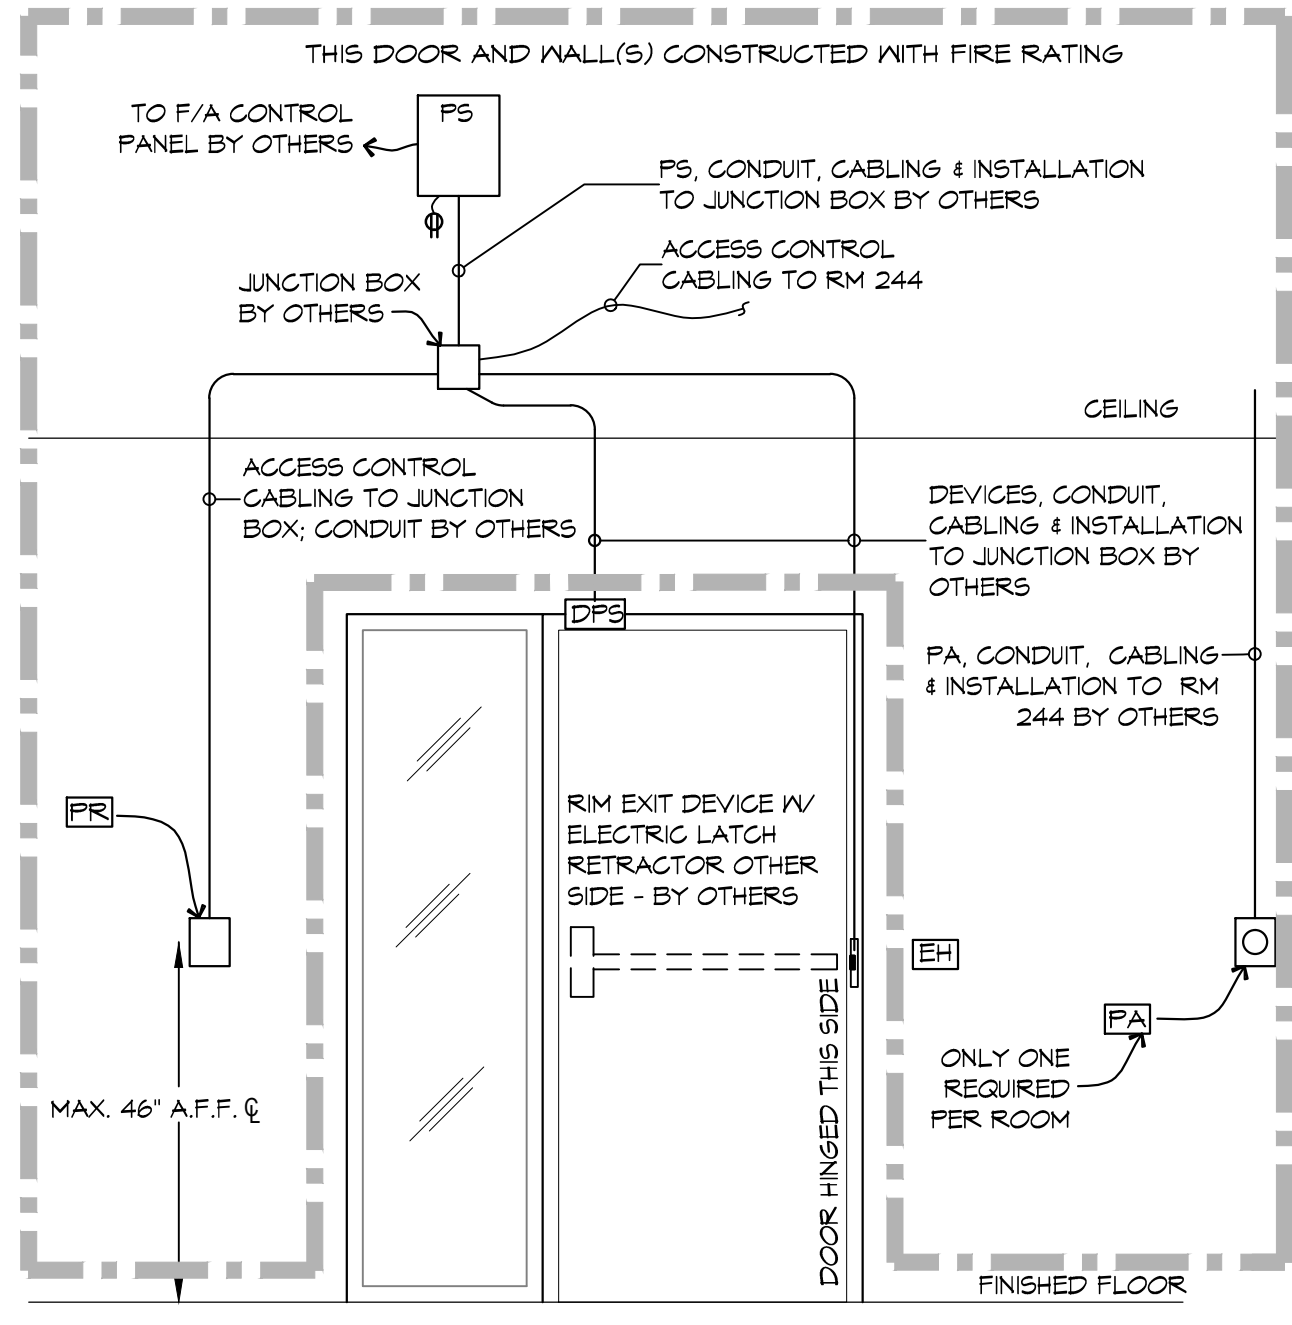 THIS DOOR AND WALL(S) CONSTRUCTED WITH FIRE RATING
TO F/A CONTROL
PANEL BY OTHERS
PS
PS, CONDUIT, CABLING & INSTALLATION
TO JUNCTION BOX BY OTHERS
ACCESS CONTROL
CABLING TO RM 244
JUNCTION BOX
BY OTHERS
CEILING
ACCESS CONTROL
CABLING TO JUNCTION
BOX; CONDUIT BY OTHERS
DEVICES, CONDUIT,
CABLING & INSTALLATION
TO JUNCTION BOX BY
OTHERS
DPS
PA, CONDUIT, CABLING
& INSTALLATION TO RM
244 BY OTHERS
PR
RIM EXIT DEVICE W/
ELECTRIC LATCH
RETRACTOR OTHER
SIDE - BY OTHERS
EH
DOOR HINGED THIS SIDE
PA
ONLY ONE
REQUIRED
PER ROOM
MAX. 46" A.F.F. ℄
FINISHED FLOOR